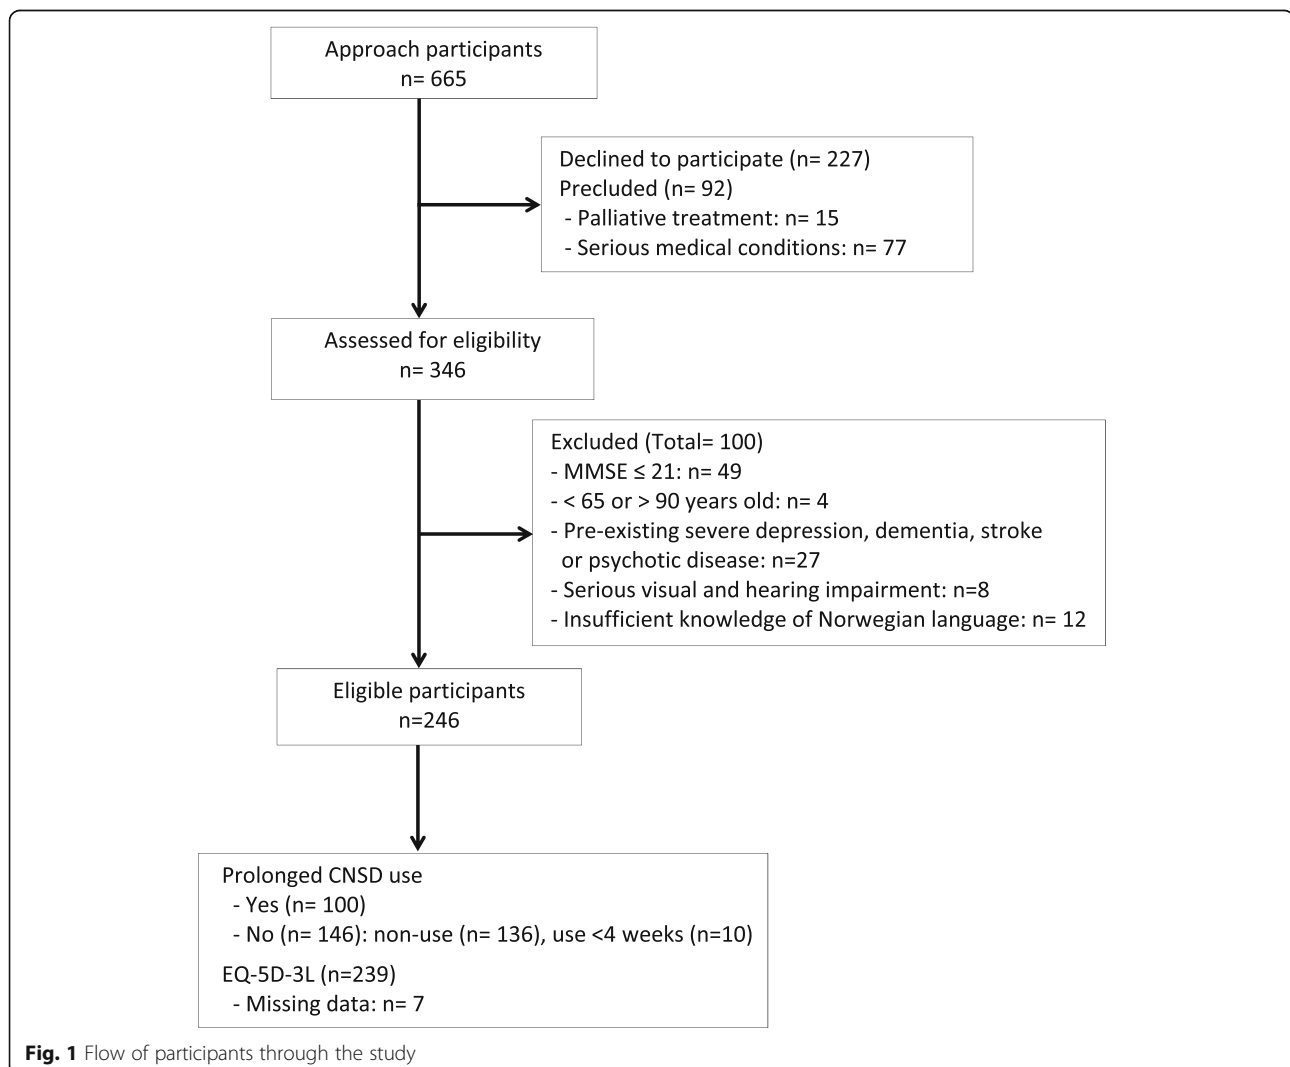 Approach participants
n= 665
Declined to participate (n= 227)
Precluded (n= 92)
- Palliative treatment: n= 15
- Serious medical conditions: n= 77
Assessed for eligibility
n= 346
Excluded (Total= 100)
- MMSE ≤ 21: n= 49
- < 65 or > 90 years old: n= 4
- Pre-existing severe depression, dementia, stroke
or psychotic disease: n=27
- Serious visual and hearing impairment: n=8
- Insufficient knowledge of Norwegian language: n= 12
Eligible participants
n=246
Prolonged CNSD use
- Yes (n= 100)
- No (n= 146): non-use (n= 136), use <4 weeks (n=10)
EQ-5D-3L (n=239)
- Missing data: n= 7
Fig. 1 Flow of participants through the study